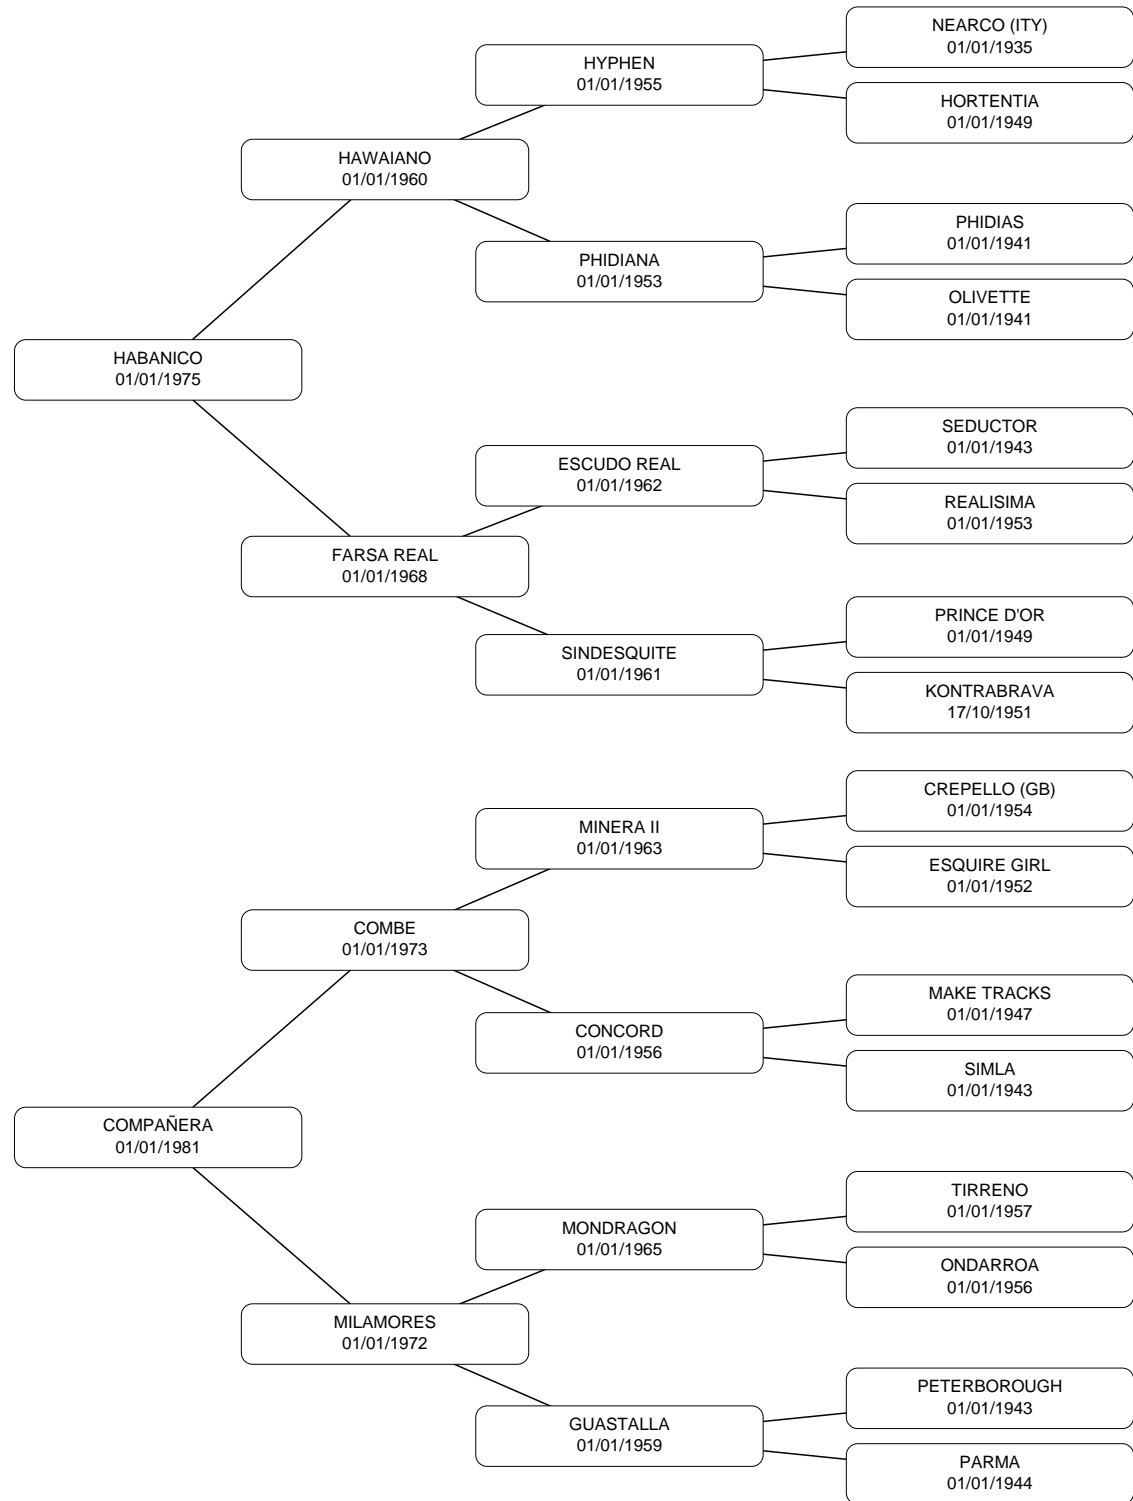 NEARCO (ITY)
01/01/1935
HYPHEN
01/01/1955
HORTENTIA
01/01/1949
HAWAIANO
01/01/1960
PHIDIAS
01/01/1941
PHIDIANA
01/01/1953
OLIVETTE
01/01/1941
HABANICO
01/01/1975
SEDUCTOR
01/01/1943
ESCUDO REAL
01/01/1962
REALISIMA
01/01/1953
FARSA REAL
01/01/1968
PRINCE D'OR
01/01/1949
SINDESQUITE
01/01/1961
KONTRABRAVA
17/10/1951
CREPELLO (GB)
01/01/1954
MINERA II
01/01/1963
ESQUIRE GIRL
01/01/1952
COMBE
01/01/1973
MAKE TRACKS
01/01/1947
CONCORD
01/01/1956
SIMLA
01/01/1943
COMPAÑERA
01/01/1981
TIRRENO
01/01/1957
MONDRAGON
01/01/1965
ONDARROA
01/01/1956
MILAMORES
01/01/1972
PETERBOROUGH
01/01/1943
GUASTALLA
01/01/1959
PARMA
01/01/1944